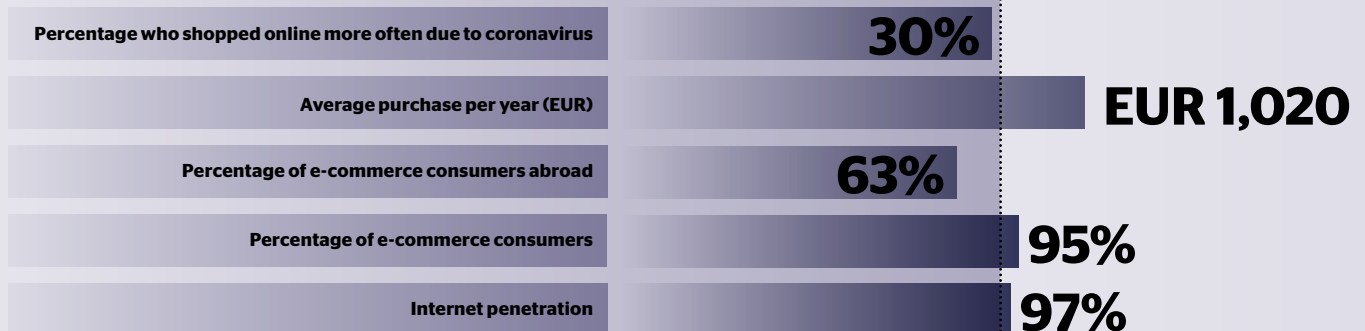 Percentage who shopped online more often due to coronavirus 30%
Average purchase per year (EUR) EUR 1,020
Percentage of e-commerce consumers abroad 63%
Percentage of e-commerce consumers 95%
Internet penetration 97%